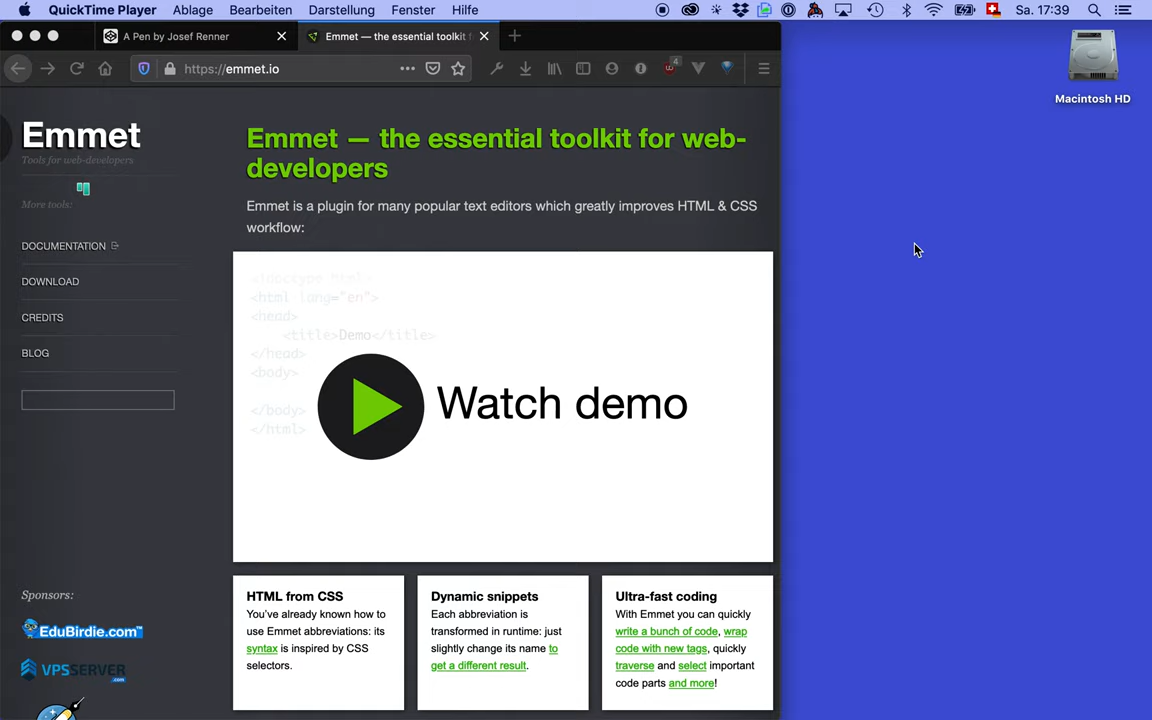 QuickTime Player Ablage Bearbeiten Darstellung Fenster Hilfe Sa. 17:39
A Pen by Josef Renner
Emmet — the essential toolkit f
https://emmet.io
4
Macintosh HD
Emmet
Tools for web-developers
More tools:
DOCUMENTATION
DOWNLOAD
CREDITS
BLOG
Sponsors:
EduBirdie.com
VPSSERVER
.com
Emmet — the essential toolkit for web-
developers
Emmet is a plugin for many popular text editors which greatly improves HTML & CSS
workflow:
<!doctype html>
<html lang="en">
<head>
<title>Demo</title>
</head>
<body>
</body>
</html>
Watch demo
HTML from CSS
You've already known how to
use Emmet abbreviations: its
syntax is inspired by CSS
selectors.
Dynamic snippets
Each abbreviation is
transformed in runtime: just
slightly change its name to
get a different result.
Ultra-fast coding
With Emmet you can quickly
write a bunch of code, wrap
code with new tags, quickly
traverse and select important
code parts and more!